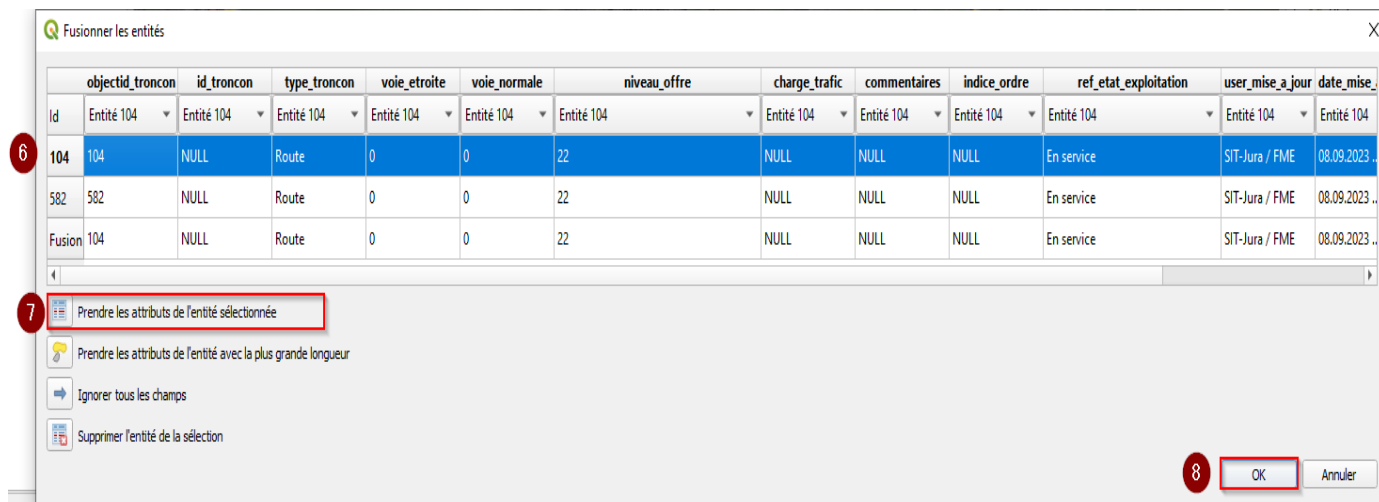 Fusionner les entités
X
objectid_troncon id_troncon type_troncon voie_etroite voie_normale niveau_offre charge_trafic commentaires indice_ordre ref_etat_exploitation user_mise_a_jour date_mise_
Id Entité 104 Entité 104 Entité 104 Entité 104 Entité 104 Entité 104 Entité 104 Entité 104 Entité 104 Entité 104 Entité 104 Entité 104
6 104 104 NULL Route 0 0 22 NULL NULL NULL En service SIT-Jura / FME 08.09.2023 ..
582 582 NULL Route 0 0 22 NULL NULL NULL En service SIT-Jura / FME 08.09.2023 ..
Fusion 104 NULL Route 0 0 22 NULL NULL NULL En service SIT-Jura / FME 08.09.2023 ..
7 Prendre les attributs de l'entité sélectionnée
Prendre les attributs de l'entité avec la plus grande longueur
Ignorer tous les champs
Supprimer l'entité de la sélection
8 OK Annuler